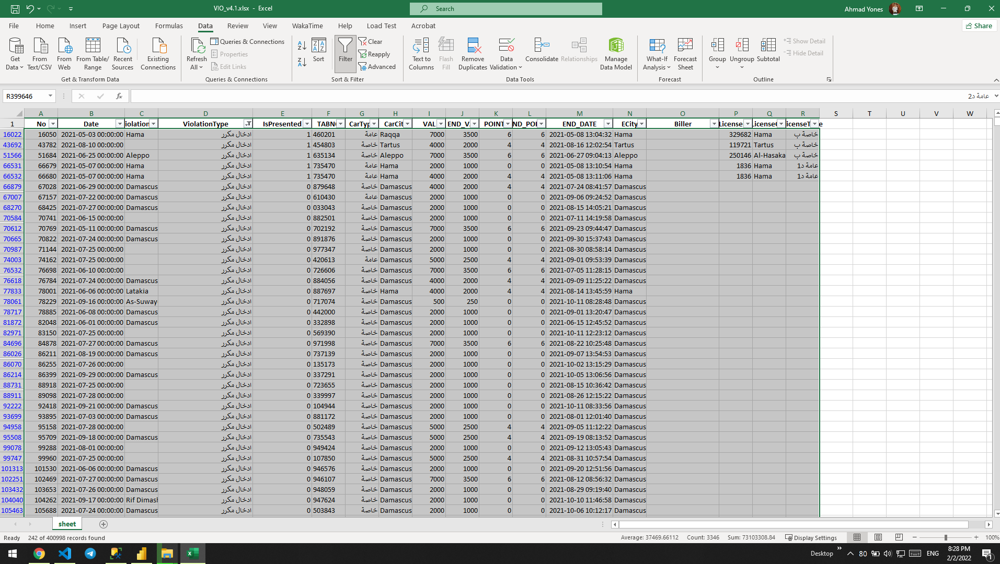 VIO_v4.1.xlsx - Excel
Search
Ahmad Yones
File Home Insert Page Layout Formulas Data Review View WakaTime Help Load Test Acrobat
Share
Get Data
From Text/CSV
From Web
From Table/ Range
Recent Sources
Existing Connections
Get & Transform Data
Refresh All
Queries & Connections
Properties
Edit Links
Queries & Connections
Sort
Filter
Clear
Reapply
Advanced
Sort & Filter
Text to Columns
Flash Fill
Remove Duplicates
Data Validation
Consolidate
Relationships
Manage Data Model
Data Tools
What-If Analysis
Forecast Sheet
Forecast
Group
Ungroup
Subtotal
Show Detail
Hide Detail
Outline
R399646
fx
عامة د2
A B C D E F G H I J K L M N O P Q R S T U V W
1 No Date iolation ViolationType IsPresented TABN CarTyp CarCit VAL END_V POINT ND_POI END_DATE ECity Biller License License icenseT e
16022 16050 2021-05-03 00:00:00 Hama ادخال مكرر 1 460201 عامة Raqqa 7000 3500 6 6 2021-05-08 13:04:32 Hama 329682 Hama خاصة ب
43692 43782 2021-08-10 00:00:00 ادخال مكرر 1 454803 خاصة Tartus 4000 2000 4 4 2021-08-16 12:02:54 Tartus 119721 Tartus خاصة ب
51566 51684 2021-06-25 00:00:00 Aleppo ادخال مكرر 1 635134 خاصة Aleppo 7000 3500 6 6 2021-06-27 09:04:13 Aleppo 250146 Al-Hasaka خاصة ب
66531 66679 2021-05-07 00:00:00 Hama ادخال مكرر 1 735470 عامة Hama 2000 1000 0 0 2021-05-08 13:10:54 Hama 1836 Hama عامة د1
66532 66680 2021-05-07 00:00:00 Hama ادخال مكرر 1 735470 عامة Hama 4000 2000 4 4 2021-05-08 13:11:06 Hama 1836 Hama عامة د1
66879 67028 2021-06-29 00:00:00 Damascus ادخال مكرر 0 879648 خاصة Damascus 4000 2000 4 4 2021-07-24 08:41:57 Damascus
67007 67157 2021-07-22 00:00:00 Damascus ادخال مكرر 0 610430 عامة Damascus 2000 1000 0 0 2021-09-06 09:24:52 Damascus
68270 68425 2021-07-27 00:00:00 Damascus ادخال مكرر 0 033043 خاصة Damascus 2000 1000 0 0 2021-08-15 14:05:21 Damascus
70584 70741 2021-06-15 00:00:00 ادخال مكرر 0 882501 خاصة Damascus 2000 1000 0 0 2021-07-11 14:19:58 Damascus
70612 70769 2021-05-11 00:00:00 Damascus ادخال مكرر 0 702192 خاصة Damascus 7000 3500 6 6 2021-09-23 09:44:47 Damascus
70665 70822 2021-07-24 00:00:00 Damascus ادخال مكرر 0 891876 خاصة Damascus 2000 1000 0 0 2021-09-30 15:37:43 Damascus
70987 71144 2021-07-25 00:00:00 ادخال مكرر 0 977347 خاصة Damascus 2000 1000 0 0 2021-08-30 08:58:14 Damascus
74003 74162 2021-07-25 00:00:00 ادخال مكرر 0 420613 عامة Damascus 5000 2500 4 4 2021-09-01 09:53:39 Damascus
76532 76698 2021-06-10 00:00:00 ادخال مكرر 0 726606 خاصة Damascus 7000 3500 6 6 2021-07-05 11:28:15 Damascus
76618 76784 2021-07-24 00:00:00 Damascus ادخال مكرر 0 884056 خاصة Damascus 4000 2000 4 4 2021-09-09 11:25:22 Damascus
77833 78001 2021-06-06 00:00:00 Latakia ادخال مكرر 0 887697 خاصة Hama 4000 2000 4 4 2021-08-14 13:45:59 Hama
78061 78229 2021-09-16 00:00:00 As-Suway ادخال مكرر 0 717074 خاصة Damascus 500 250 0 0 2021-10-11 08:28:48 Damascus
78717 78885 2021-06-08 00:00:00 Damascus ادخال مكرر 0 442000 خاصة Damascus 2000 1000 0 0 2021-09-01 13:20:47 Damascus
81872 82048 2021-06-01 00:00:00 Damascus ادخال مكرر 0 332898 خاصة Damascus 2000 1000 0 0 2021-06-15 12:45:52 Damascus
82971 83150 2021-07-25 00:00:00 ادخال مكرر 0 569390 خاصة Damascus 2000 1000 0 0 2021-10-11 12:23:12 Damascus
84696 84878 2021-07-27 00:00:00 Damascus ادخال مكرر 0 971998 خاصة Damascus 7000 3500 6 6 2021-08-22 10:25:48 Damascus
86026 86211 2021-08-19 00:00:00 Damascus ادخال مكرر 0 737139 خاصة Damascus 2000 1000 0 0 2021-09-07 13:54:53 Damascus
86070 86255 2021-07-26 00:00:00 ادخال مكرر 0 135173 خاصة Damascus 2000 1000 0 0 2021-10-02 13:15:29 Damascus
86214 86399 2021-09-29 00:00:00 Damascus ادخال مكرر 0 337291 خاصة Damascus 2000 1000 0 0 2021-10-05 13:06:56 Damascus
88731 88918 2021-07-25 00:00:00 ادخال مكرر 0 723655 خاصة Damascus 2000 1000 0 0 2021-08-15 10:36:42 Damascus
88911 89098 2021-07-28 00:00:00 ادخال مكرر 0 339997 خاصة Damascus 2000 1000 0 0 2021-08-26 12:15:22 Damascus
92222 92418 2021-09-21 00:00:00 Damascus ادخال مكرر 0 104944 خاصة Damascus 2000 1000 0 0 2021-10-11 08:33:56 Damascus
93699 93895 2021-07-03 00:00:00 Damascus ادخال مكرر 0 881172 خاصة Damascus 2000 1000 0 0 2021-08-01 12:01:40 Damascus
94958 95158 2021-07-28 00:00:00 ادخال مكرر 0 502489 خاصة Damascus 5000 2500 4 4 2021-09-05 11:12:22 Damascus
95508 95709 2021-09-18 00:00:00 Damascus ادخال مكرر 0 735543 خاصة Damascus 5000 2500 4 4 2021-09-19 08:13:52 Damascus
99078 99288 2021-08-01 00:00:00 ادخال مكرر 0 949424 خاصة Damascus 2000 1000 0 0 2021-09-12 13:05:43 Damascus
99747 99960 2021-07-25 00:00:00 ادخال مكرر 0 107850 خاصة Damascus 5000 2500 4 4 2021-08-31 10:57:54 Damascus
101313 101530 2021-06-06 00:00:00 Damascus ادخال مكرر 0 946576 خاصة Damascus 2000 1000 0 0 2021-09-20 12:51:56 Damascus
102251 102469 2021-07-27 00:00:00 Damascus ادخال مكرر 0 946107 خاصة Damascus 7000 3500 6 6 2021-08-12 08:56:32 Damascus
103432 103653 2021-07-26 00:00:00 Damascus ادخال مكرر 0 948059 خاصة Damascus 2000 1000 0 0 2021-08-29 09:19:40 Damascus
104040 104262 2021-09-17 00:00:00 Rif Dimash ادخال مكرر 0 947624 خاصة Damascus 2000 1000 0 0 2021-10-10 11:46:58 Damascus
105463 105688 2021-07-24 00:00:00 Damascus ادخال مكرر 0 503843 خاصة Damascus 2000 1000 0 0 2021-10-06 10:12:17 Damascus
sheet
Ready 242 of 400998 records found Average: 37469.66112 Count: 3346 Sum: 73103308.84 Display Settings 100%
Desktop 80 ENG 8:28 PM
2/2/2022 1